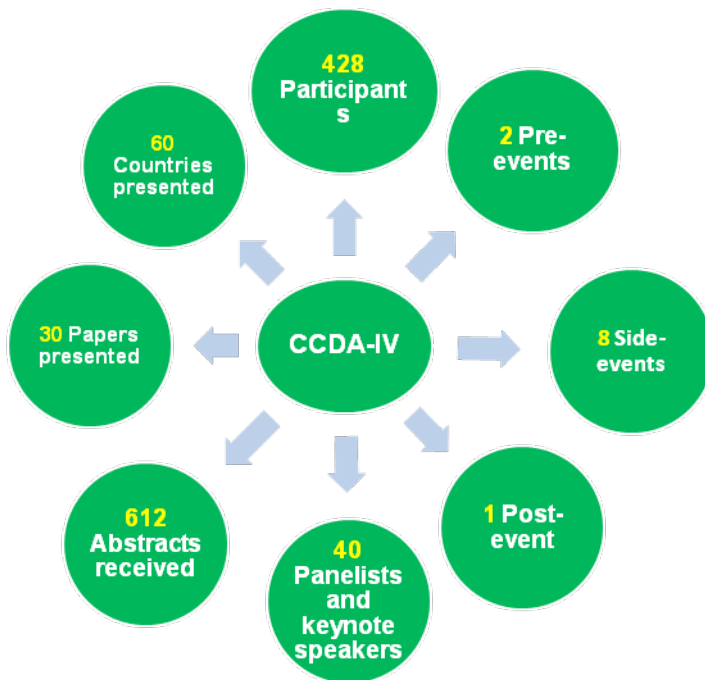 428
Participant
s
2 Pre-
events
60
Countries
presented
8 Side-
events
CCDA-IV
30 Papers
presented
1 Post-
event
612
Abstracts
received
40
Panelists
and
keynote
speakers